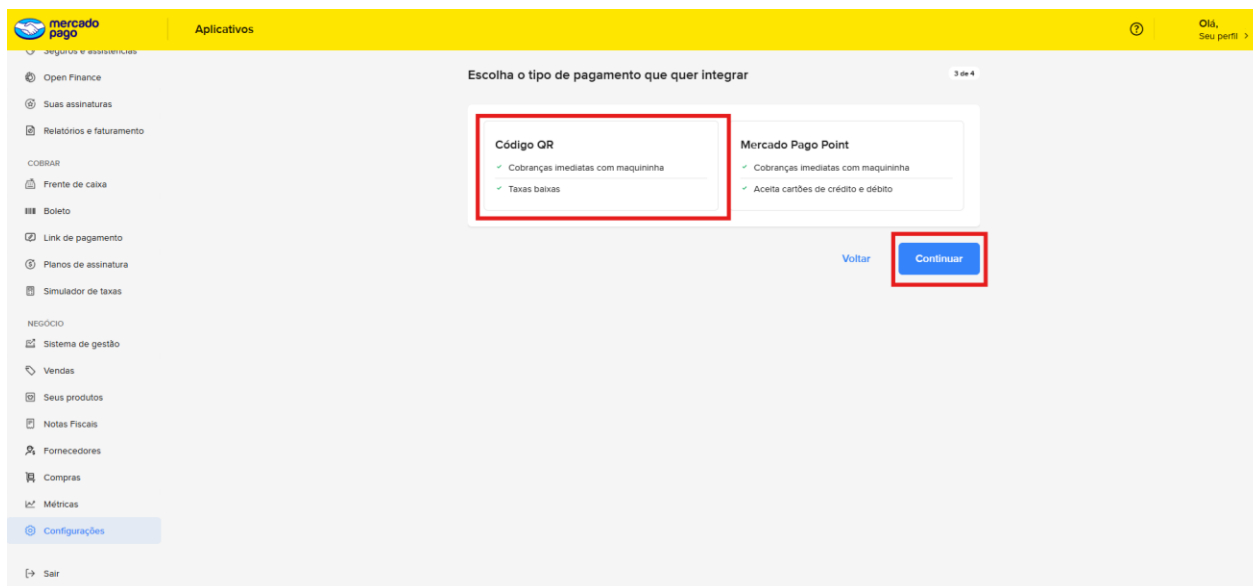 mercado
pago
Aplicativos
Olá,
Seu perfil >
Seguros e assistências
Open Finance
Suas assinaturas
Relatórios e faturamento
COBRAR
Frente de caixa
Boleto
Link de pagamento
Planos de assinatura
Simulador de taxas
NEGÓCIO
Sistema de gestão
Vendas
Seus produtos
Notas Fiscais
Fornecedores
Compras
Métricas
Configurações
Sair
Escolha o tipo de pagamento que quer integrar
3 de 4
Código QR
Cobranças imediatas com maquininha
Taxas baixas
Mercado Pago Point
Cobranças imediatas com maquininha
Aceita cartões de crédito e débito
Voltar
Continuar